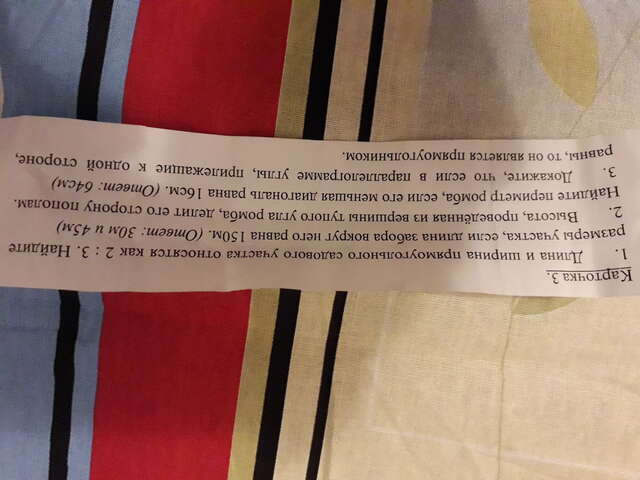 Карточка 3.
1. Длина и ширина прямоугольного садового участка как относятся как 2 : 3. Найдите
размеры участка, если длина забора вокруг него равна 150м. (Ответ: 30м и 45м)
2. Высота, проведённая из вершины тупого угла ромба, делит его сторону пополам.
Найдите периметр ромба, если его меньшая диагональ равна 16см. (Ответ: 64см)
3. Докажите, что если в параллелограмме углы, прилежащие к одной стороне,
равны, то он является прямоугольником.